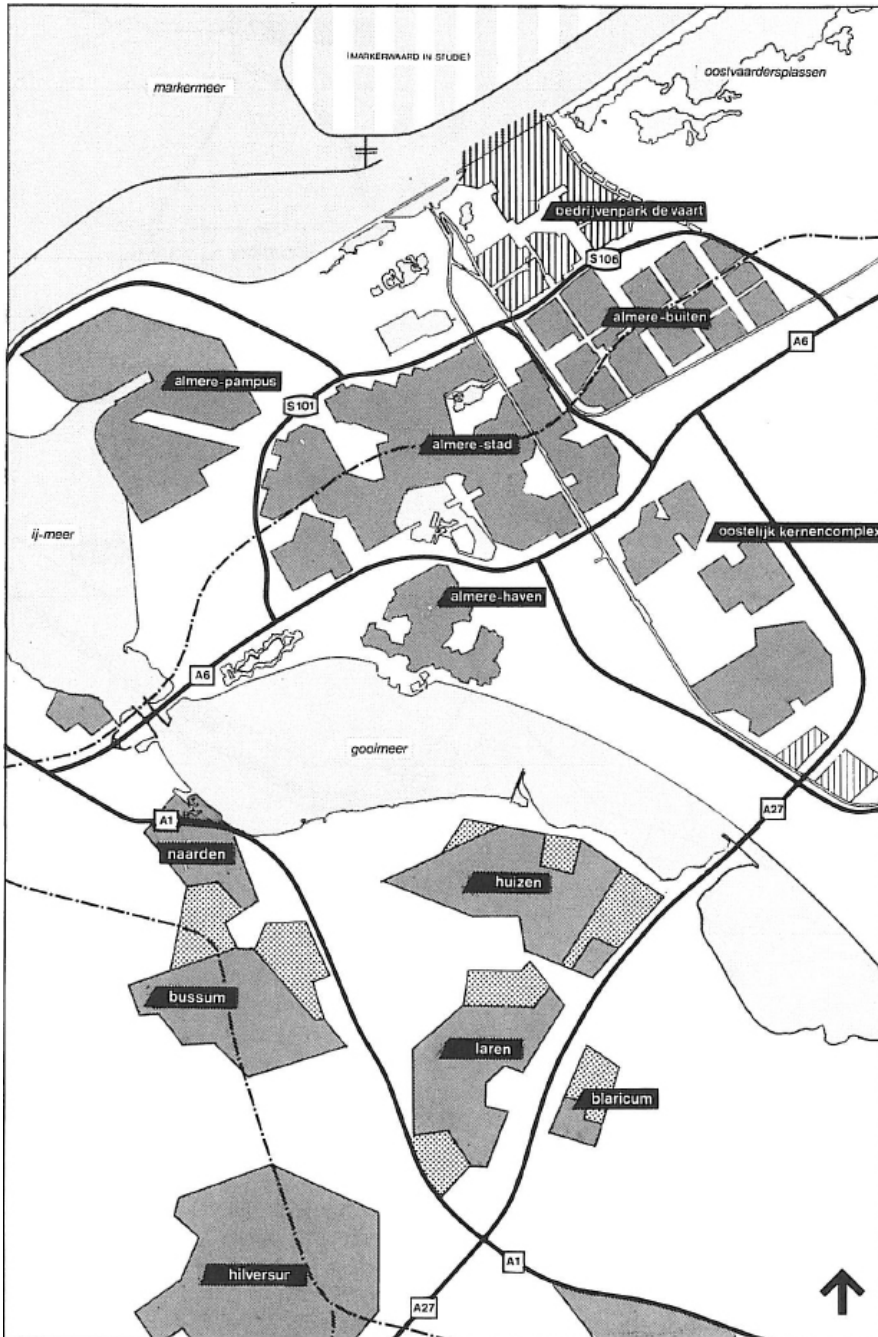 (MARKERWAARD IN STUDIE)
markermeer
oostvaardersplassen
bedrijvenpark de vaart
S106
almere-buiten
A6
almere-pampus
S101
almere-stad
ij-meer
oostelijk kernencomplex
almere-haven
A6
gooimeer
A27
A1
naarden
huizen
bussum
laren
blaricum
A1
hilversur
A27